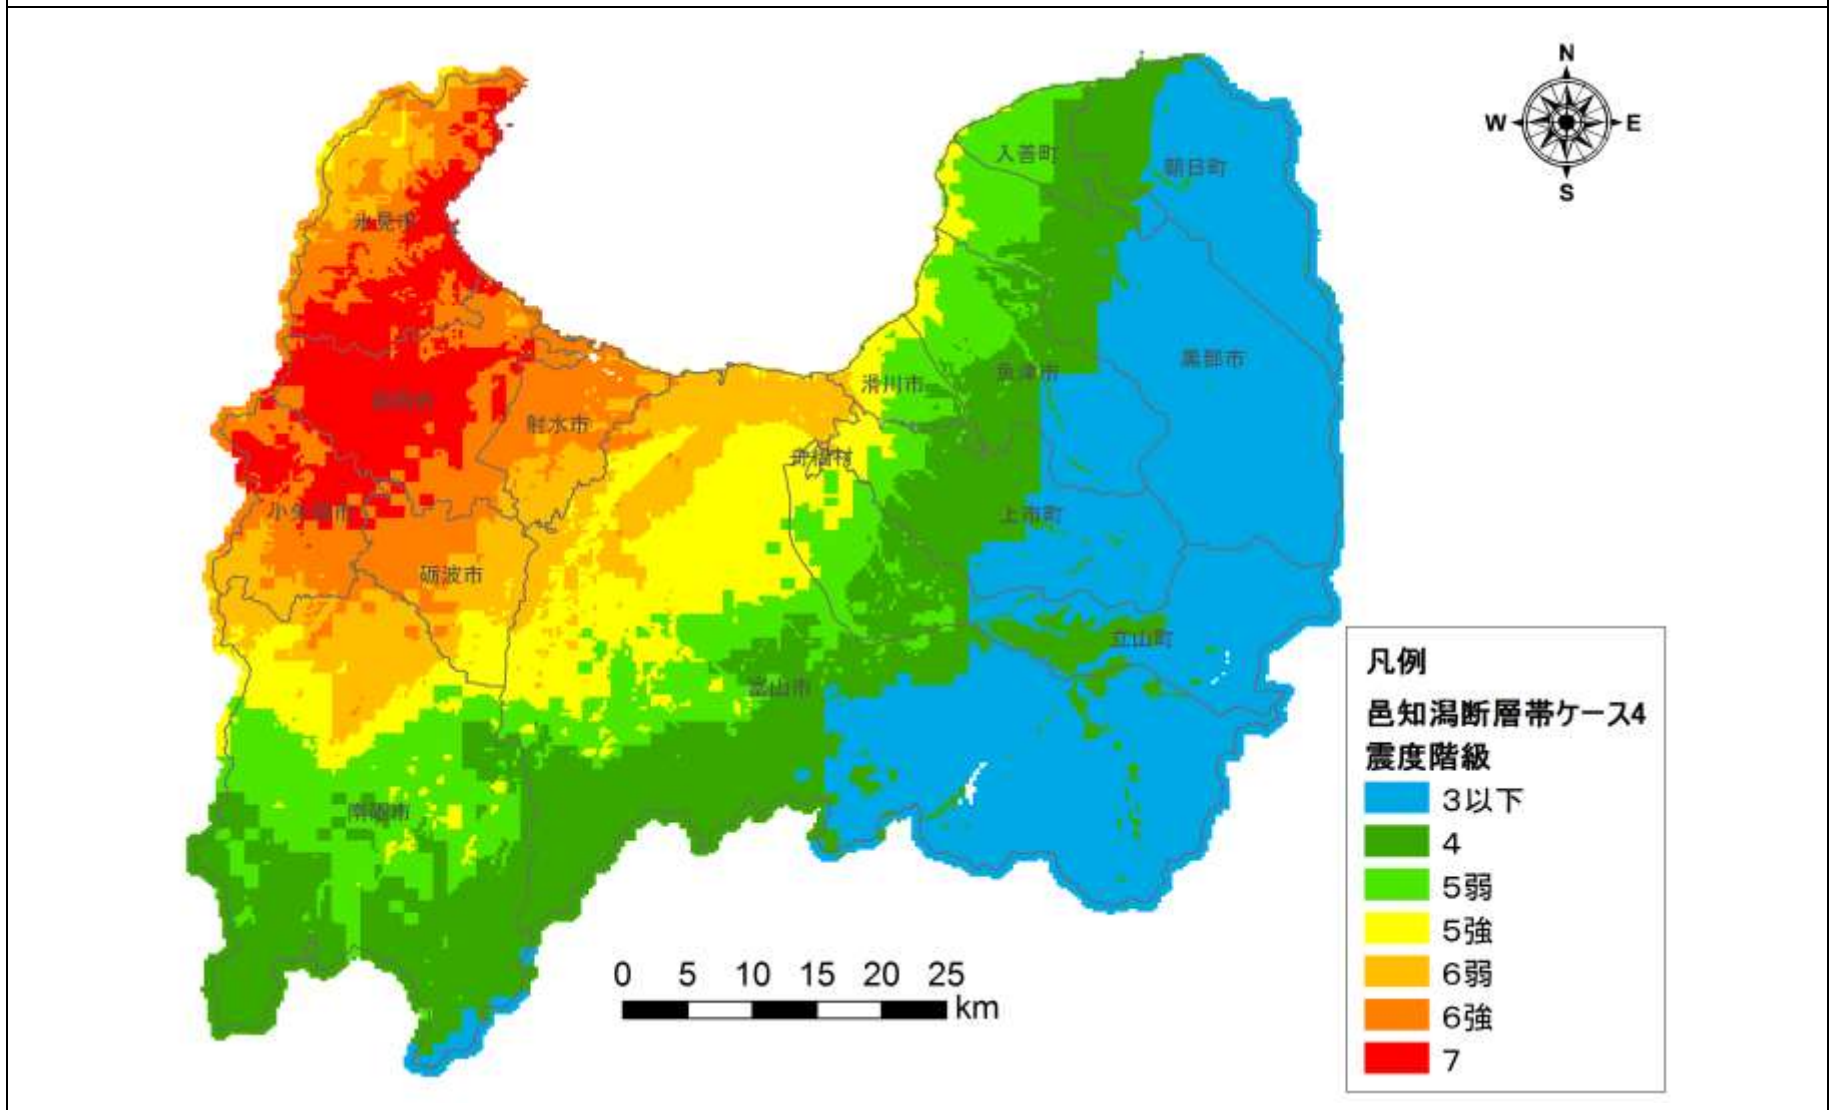 N
W
E
S
入善町
朝日町
氷見市
黒部市
魚津市
滑川市
高岡市
射水市
舟橋村
小矢部市
上市町
砺波市
立山町
富山市
南砺市
凡例
邑知潟断層帯ケース4
震度階級
3以下
4
5弱
5強
6弱
6強
7
0 5 10 15 20 25
km